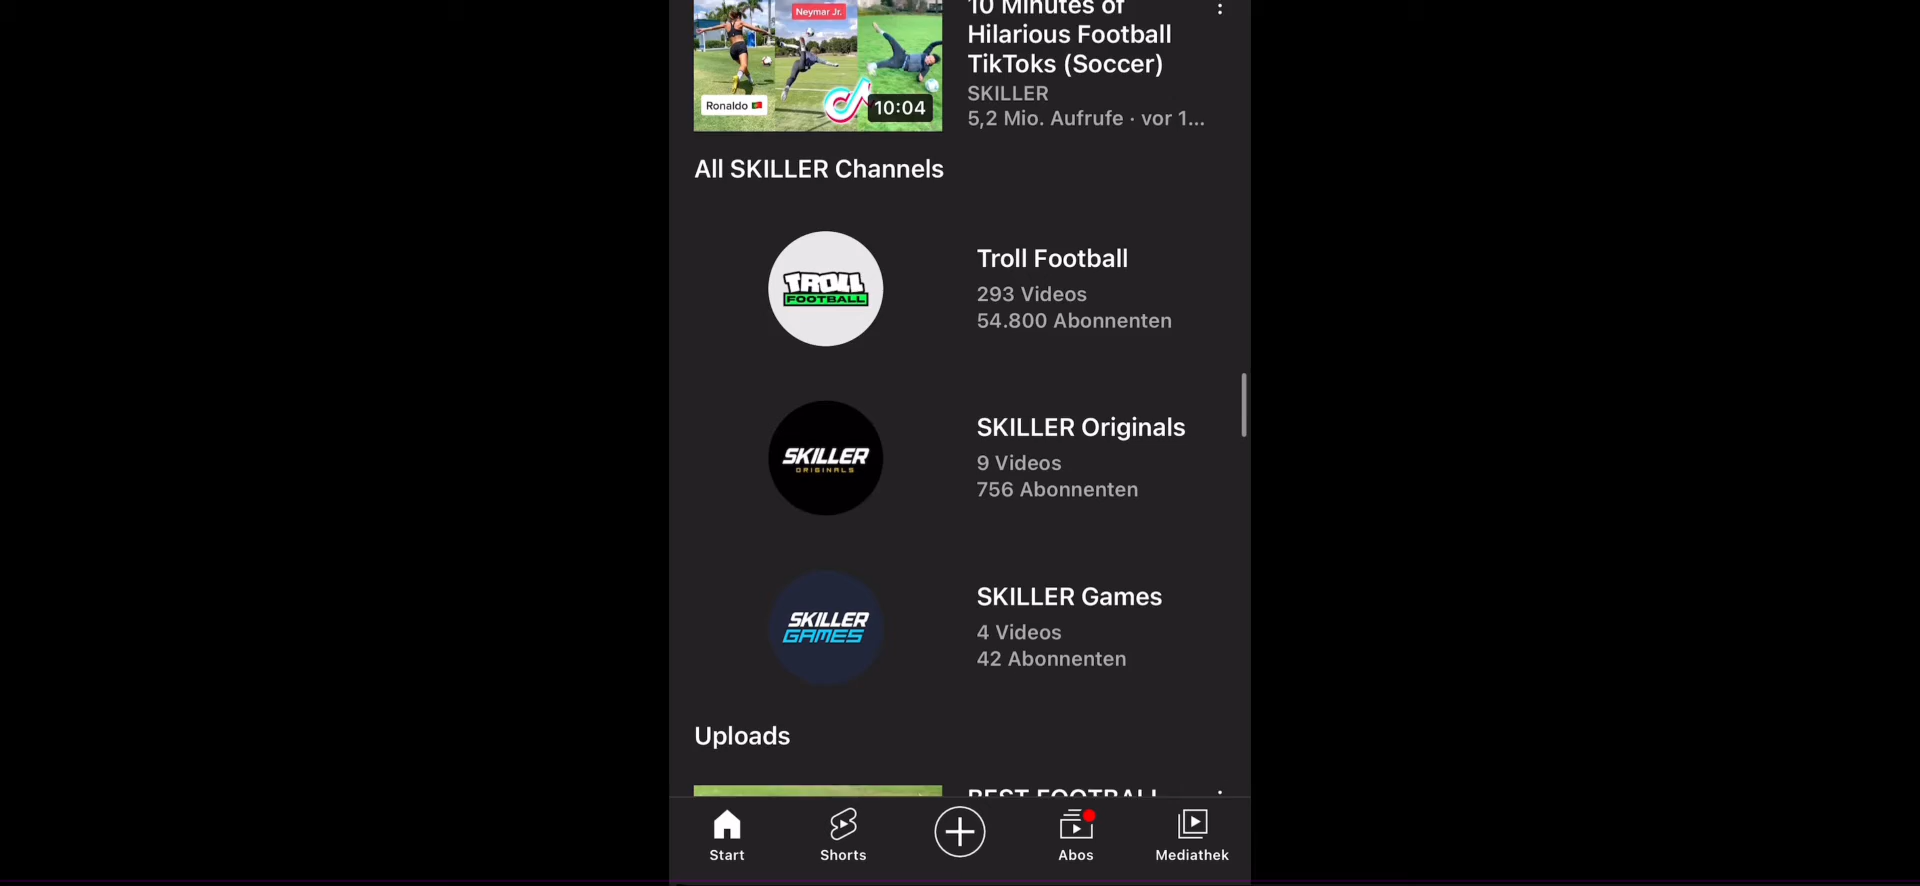 10 Minutes of
Hilarious Football
TikToks (Soccer)
SKILLER
5,2 Mio. Aufrufe · vor 1...
Neymar Jr.
Ronaldo
10:04
All SKILLER Channels
TROLL
FOOTBALL
Troll Football
293 Videos
54.800 Abonnenten
SKILLER
ORIGINALS
SKILLER Originals
9 Videos
756 Abonnenten
SKILLER
GAMES
SKILLER Games
4 Videos
42 Abonnenten
Uploads
BEST FOOTBALL
Start
Shorts
Abos
Mediathek